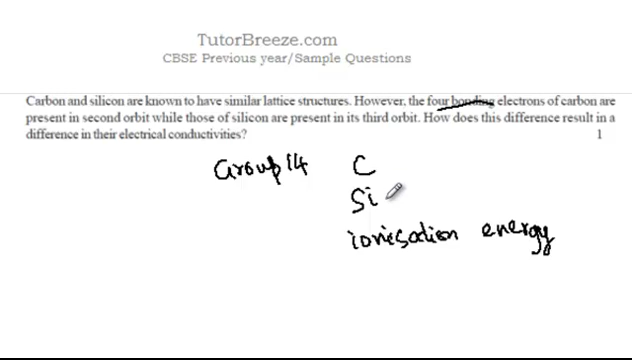 TutorBreeze.com
CBSE Previous year/Sample Questions
Carbon and silicon are known to have similar lattice structures. However, the four bonding electrons of carbon are
present in second orbit while those of silicon are present in its third orbit. How does this difference result in a
difference in their electrical conductivities? 1
Group 14 C
Si
ionisation energy